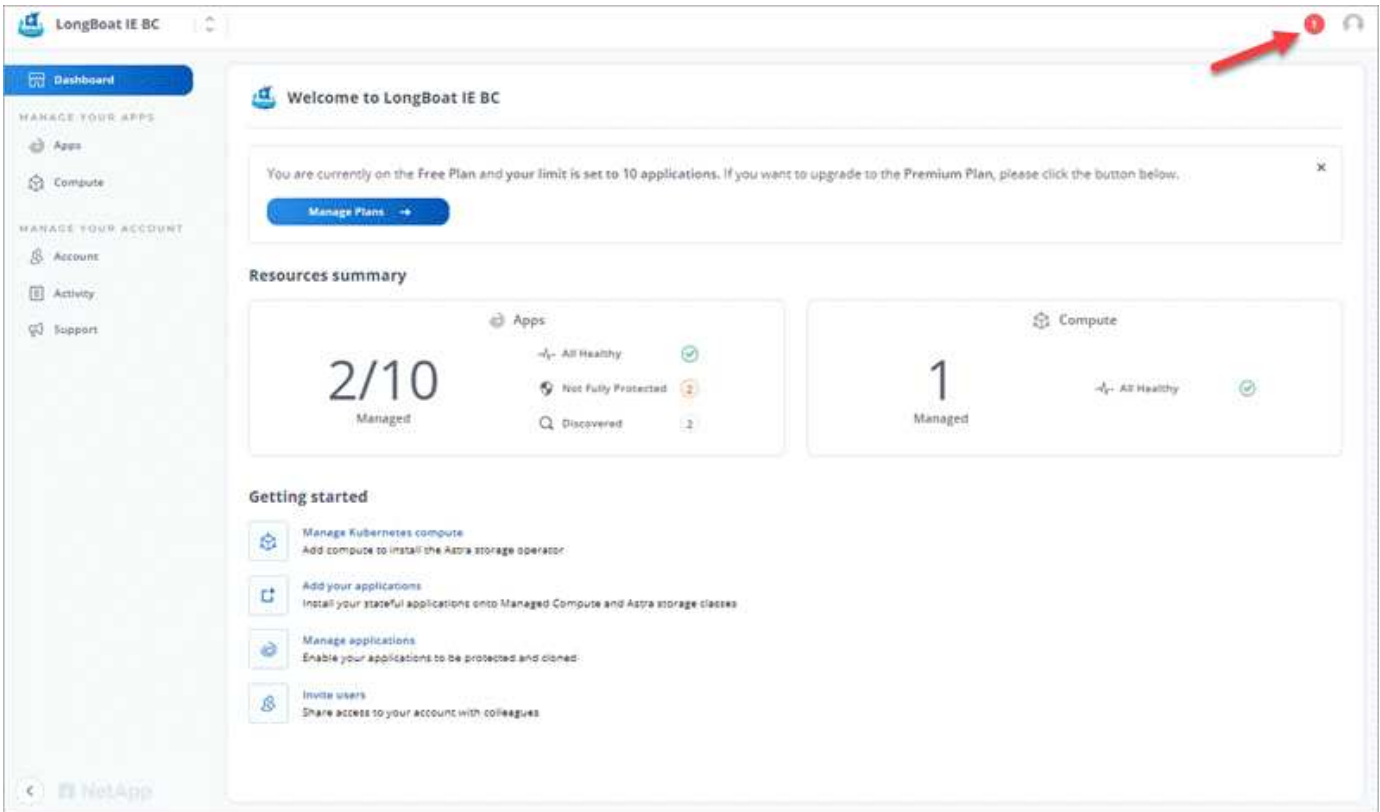 LongBoat IE BC
1
Dashboard
MANAGE YOUR APPS
Apps
Compute
MANAGE YOUR ACCOUNT
Account
Activity
Support
NetApp
Welcome to LongBoat IE BC
You are currently on the Free Plan and your limit is set to 10 applications. If you want to upgrade to the Premium Plan, please click the button below.
Manage Plans
Resources summary
Apps
2/10
Managed
All Healthy
Not Fully Protected 2
Discovered 2
Compute
1
Managed
All Healthy
Getting started
Manage Kubernetes compute
Add compute to install the Astra storage operator
Add your applications
Install your stateful applications onto Managed Compute and Astra storage classes
Manage applications
Enable your applications to be protected and cloned
Invite users
Share access to your account with colleagues